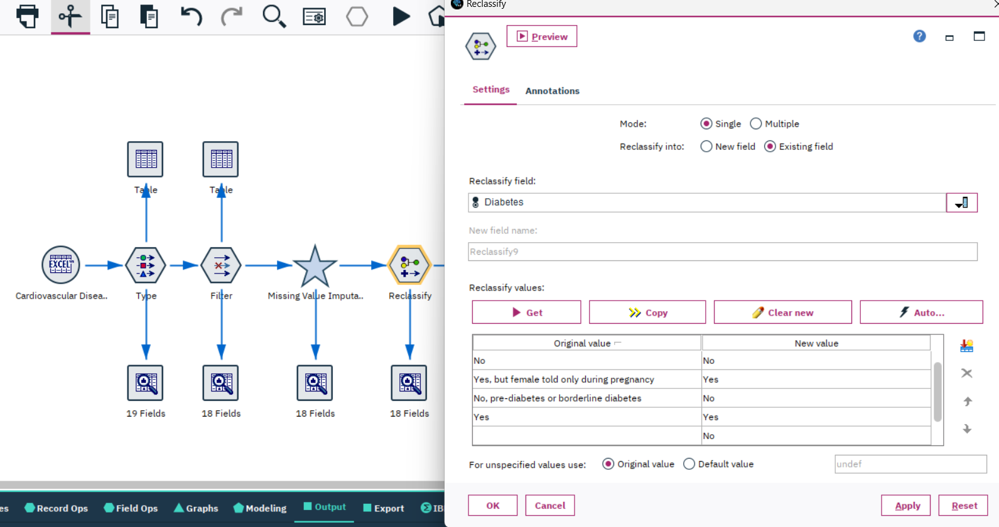 Reclassify
Preview
Settings
Annotations
Mode:
Single
Multiple
Reclassify into:
New field
Existing field
Reclassify field:
Diabetes
New field name:
Reclassify9
Reclassify values:
Get
Copy
Clear new
Auto...
Original value
New value
No
No
Yes, but female told only during pregnancy
Yes
No, pre-diabetes or borderline diabetes
No
Yes
Yes
No
For unspecified values use:
Original value
Default value
undef
OK
Cancel
Apply
Reset
Table
Table
EXCEL™
Cardiovascular Disea..
Type
Filter
Missing Value Imputa..
Reclassify
19 Fields
18 Fields
18 Fields
18 Fields
es
Record Ops
Field Ops
Graphs
Modeling
Output
Export
IB